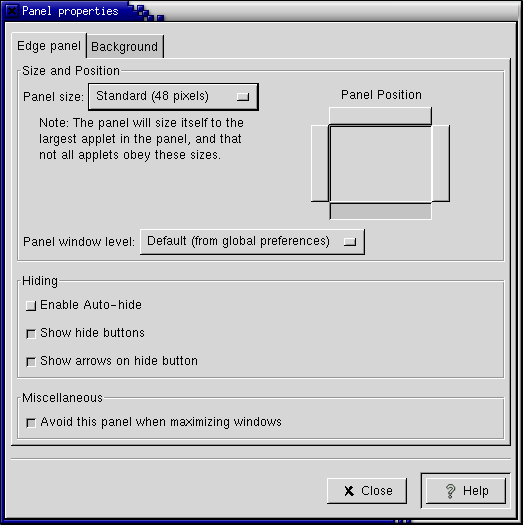 Panel properties
Edge panel
Background
Size and Position
Panel size: Standard (48 pixels)
Panel Position
Note: The panel will size itself to the
largest applet in the panel, and that
not all applets obey these sizes.
Panel window level: Default (from global preferences)
Hiding
Enable Auto-hide
Show hide buttons
Show arrows on hide button
Miscellaneous
Avoid this panel when maximizing windows
Close
Help